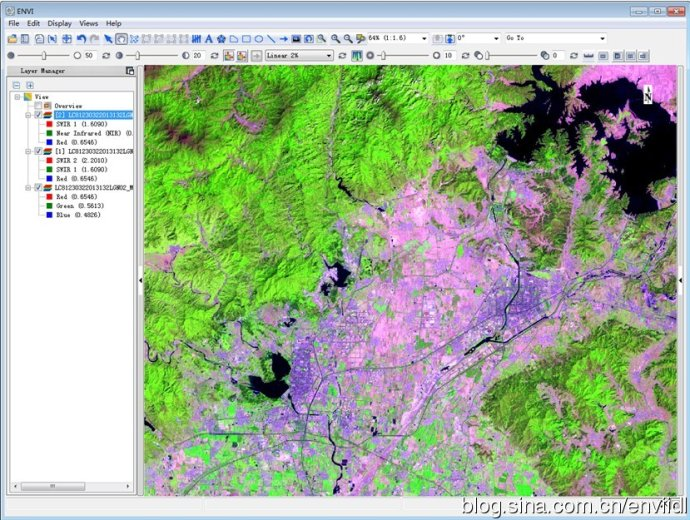 ENVI
File Edit Display Views Help
64% (1:1.6) 0° Go To
50 20 Linear 2% 10 0
Layer Manager
View
Overview
[2] LC81230322013132LGN
SWIR 1 (1.6090)
Near Infrared (NIR) (0.
Red (0.6546)
[1] LC81230322013132LGN
SWIR 2 (2.2010)
SWIR 1 (1.6090)
Red (0.6546)
LC81230322013132LGN02_M
Red (0.6546)
Green (0.5613)
Blue (0.4826)
N
blog.sina.com.cn/enviidl